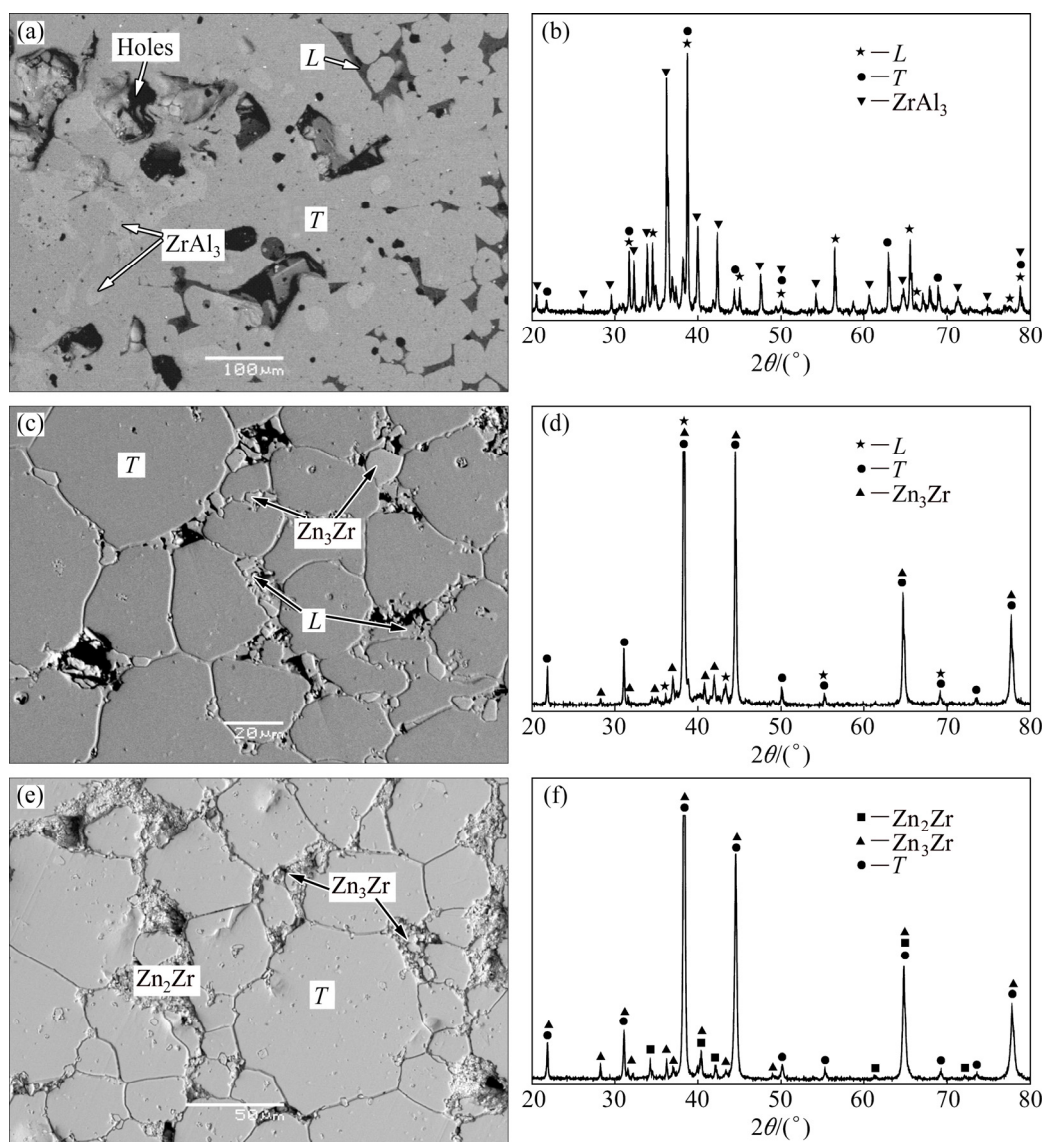 (a)
Holes
L
T
ZrAl₃
100μm
(b)
★ — L
● — T
▼ — ZrAl₃
20 30 40 50 60 70 80
2θ/(°)
(c)
T
Zn₃Zr
L
20μm
(d)
★ — L
● — T
▲ — Zn₃Zr
20 30 40 50 60 70 80
2θ/(°)
(e)
Zn₃Zr
Zn₂Zr
T
50μm
(f)
■ — Zn₂Zr
▲ — Zn₃Zr
● — T
20 30 40 50 60 70 80
2θ/(°)